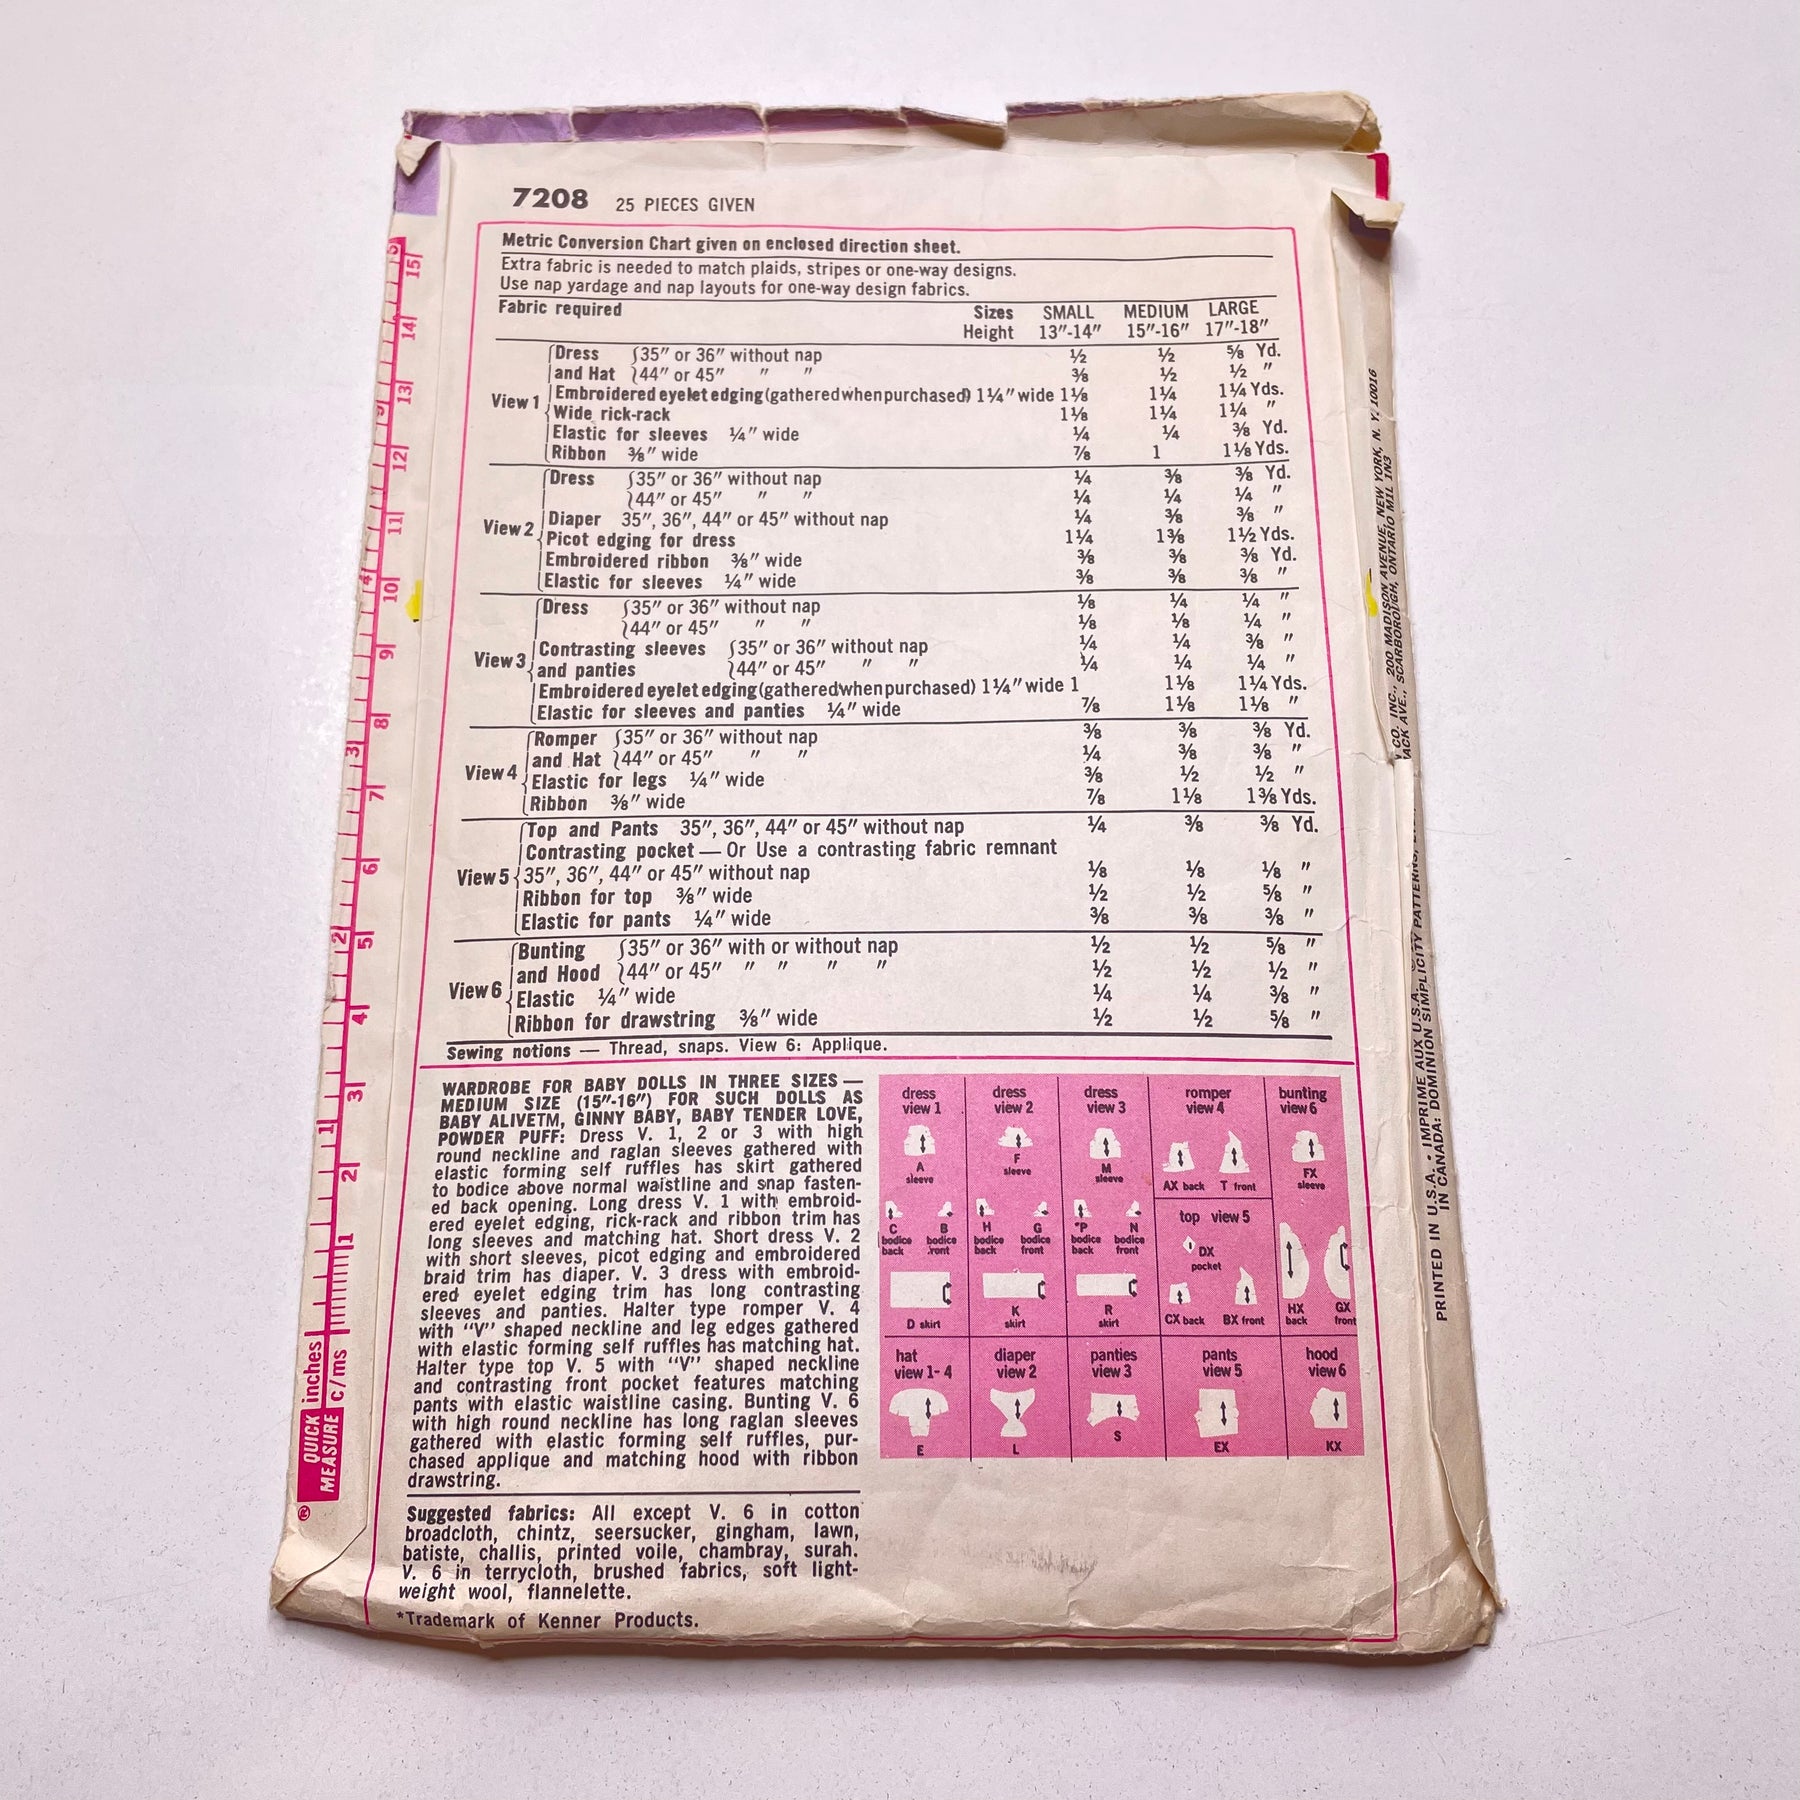 7208 25 PIECES GIVEN
Metric Conversion Chart given on enclosed direction sheet.
Extra fabric is needed to match plaids, stripes or one-way designs.
Use nap yardage and nap layouts for one-way design fabrics.
Fabric required Sizes SMALL MEDIUM LARGE
Height 13″-14″ 15″-16″ 17″-18″
View 1
Dress {35″ or 36″ without nap ½ ½ ⅝ Yd.
and Hat {44″ or 45″ ″ ″ ⅜ ½ ½ ″
Embroidered eyelet edging (gathered when purchased) 1¼″ wide 1⅛ 1¼ 1¼ Yds.
Wide rick-rack 1⅛ 1¼ 1¼ ″
Elastic for sleeves ¼″ wide ¼ ¼ ⅜ Yd.
Ribbon ⅜″ wide ⅞ 1 1⅛ Yds.
View 2
Dress {35″ or 36″ without nap ¼ ⅜ ⅜ Yd.
{44″ or 45″ ″ ″ ¼ ¼ ¼ ″
Diaper 35″, 36″, 44″ or 45″ without nap ¼ ⅜ ⅜ ″
Picot edging for dress 1¼ 1⅜ 1½ Yds.
Embroidered ribbon ⅜″ wide ⅜ ⅜ ⅜ Yd.
Elastic for sleeves ¼″ wide ⅜ ⅜ ⅜ ″
View 3
Dress {35″ or 36″ without nap ⅛ ¼ ¼ ″
{44″ or 45″ ″ ″ ⅛ ⅛ ¼ ″
Contrasting sleeves {35″ or 36″ without nap ¼ ¼ ⅜ ″
and panties {44″ or 45″ ″ ″ ¼ ¼ ¼ ″
Embroidered eyelet edging (gathered when purchased) 1¼″ wide 1 1⅛ 1¼ Yds.
Elastic for sleeves and panties ¼″ wide ⅞ 1⅛ 1⅛ ″
View 4
Romper {35″ or 36″ without nap ⅜ ⅜ ⅜ Yd.
and Hat {44″ or 45″ ″ ″ ¼ ⅜ ⅜ ″
Elastic for legs ¼″ wide ⅜ ½ ½ ″
Ribbon ⅜″ wide ⅞ 1⅛ 1⅜ Yds.
View 5
Top and Pants 35″, 36″, 44″ or 45″ without nap ¼ ⅜ ⅜ Yd.
Contrasting pocket — Or Use a contrasting fabric remnant
35″, 36″, 44″ or 45″ without nap ⅛ ⅛ ⅛ ″
Ribbon for top ⅜″ wide ½ ½ ⅝ ″
Elastic for pants ¼″ wide ⅜ ⅜ ⅜ ″
View 6
Bunting {35″ or 36″ with or without nap ½ ½ ⅝ ″
and Hood {44″ or 45″ ″ ″ ″ ″ ½ ½ ½ ″
Elastic ¼″ wide ¼ ¼ ⅜ ″
Ribbon for drawstring ⅜″ wide ½ ½ ⅝ ″
Sewing notions — Thread, snaps. View 6: Applique.
WARDROBE FOR BABY DOLLS IN THREE SIZES —
MEDIUM SIZE (15″-16″) FOR SUCH DOLLS AS
BABY ALIVETM, GINNY BABY, BABY TENDER LOVE,
POWDER PUFF: Dress V. 1, 2 or 3 with high
round neckline and raglan sleeves gathered with
elastic forming self ruffles has skirt gathered
to bodice above normal waistline and snap fasten-
ed back opening. Long dress V. 1 with embroid-
ered eyelet edging, rick-rack and ribbon trim has
long sleeves and matching hat. Short dress V. 2
with short sleeves, picot edging and embroidered
braid trim has diaper. V. 3 dress with embroid-
ered eyelet edging trim has long contrasting
sleeves and panties. Halter type romper V. 4
with "V" shaped neckline and leg edges gathered
with elastic forming self ruffles has matching hat.
Halter type top V. 5 with "V" shaped neckline
and contrasting front pocket features matching
pants with elastic waistline casing. Bunting V. 6
with high round neckline has long raglan sleeves
gathered with elastic forming self ruffles, pur-
chased applique and matching hood with ribbon
drawstring.
Suggested fabrics: All except V. 6 in cotton
broadcloth, chintz, seersucker, gingham, lawn,
batiste, challis, printed voile, chambray, surah.
V. 6 in terrycloth, brushed fabrics, soft light-
weight wool, flannelette.
*Trademark of Kenner Products.
dress
view 1
A
sleeve
C
bodice
back
B
bodice
front
D skirt
dress
view 2
F
sleeve
H
bodice
back
G
bodice
front
K
skirt
dress
view 3
M
sleeve
*P
bodice
back
N
bodice
front
R
skirt
romper
view 4
AX back T front
top view 5
DX
pocket
CX back BX front
bunting
view 6
FX
sleeve
HX
back
GX
front
hat
view 1-4
E
diaper
view 2
L
panties
view 3
S
pants
view 5
EX
hood
view 6
KX
QUICK
MEASURE
®
inches
c/ms
1 2 3 4 5
1 2 3 4 5 6 7 8 9 10 11 12 13 14 15
CO. INC., 200 MADISON AVENUE, NEW YORK, N. Y. 10016
ACK AVE., SCARBOROUGH, ONTARIO M1L 1N3
PRINTED IN U.S.A. • IMPRIME AUX U.S.A.
IN CANADA: DOMINION SIMPLICITY PATTERNS,